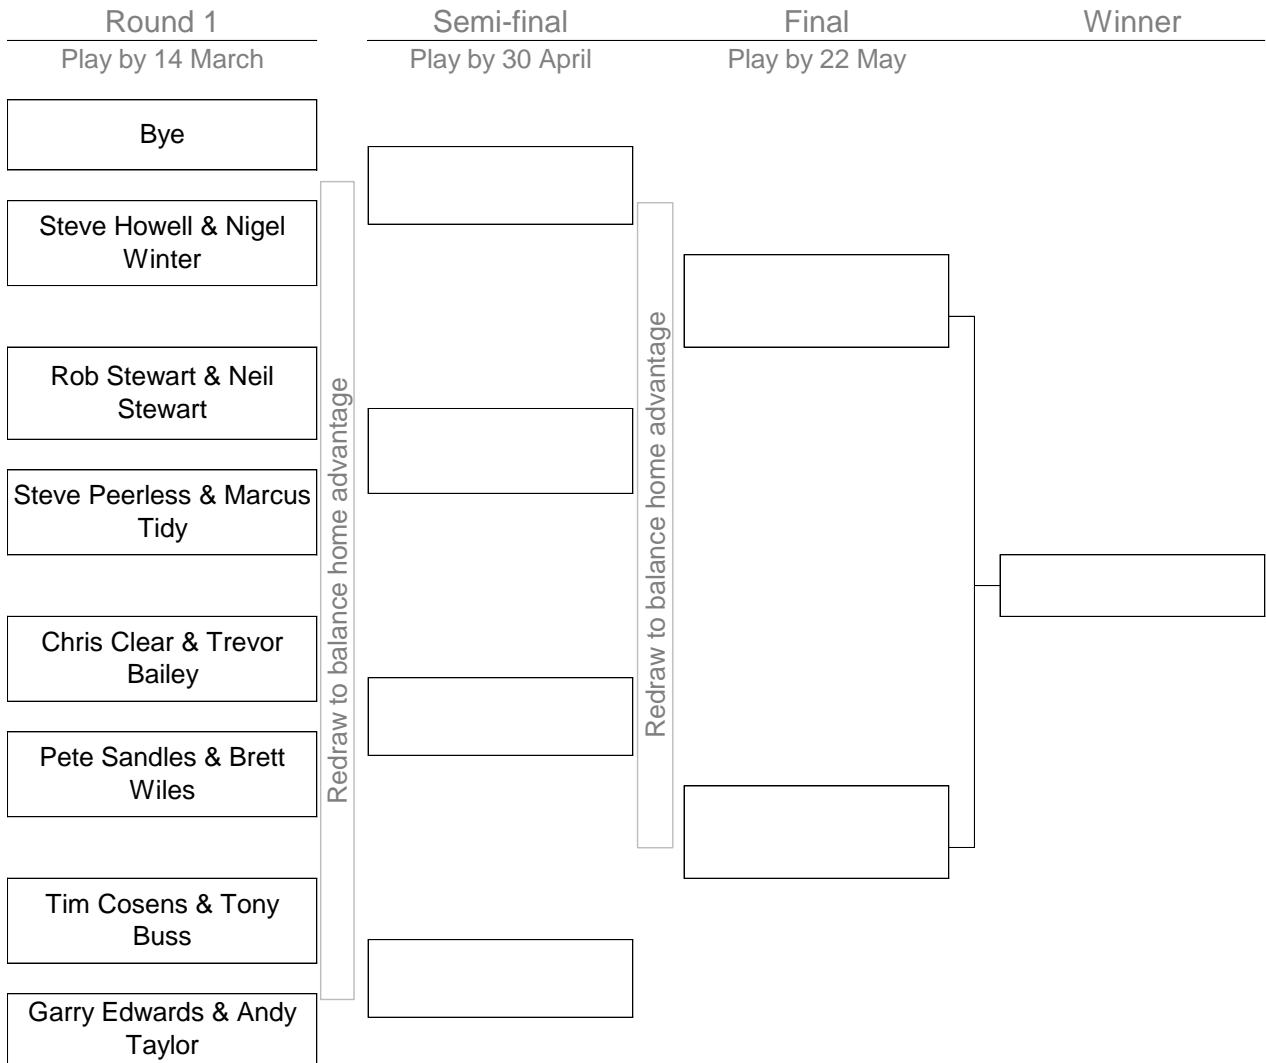 Round 1
Semi-final
Final
Winner
Play by 14 March
Play by 30 April
Play by 22 May
Bye
Steve Howell & Nigel
Winter
Rob Stewart & Neil
Stewart
Steve Peerless & Marcus
Tidy
Chris Clear & Trevor
Bailey
Pete Sandles & Brett
Wiles
Tim Cosens & Tony
Buss
Garry Edwards & Andy
Taylor
Redraw to balance home advantage
Redraw to balance home advantage